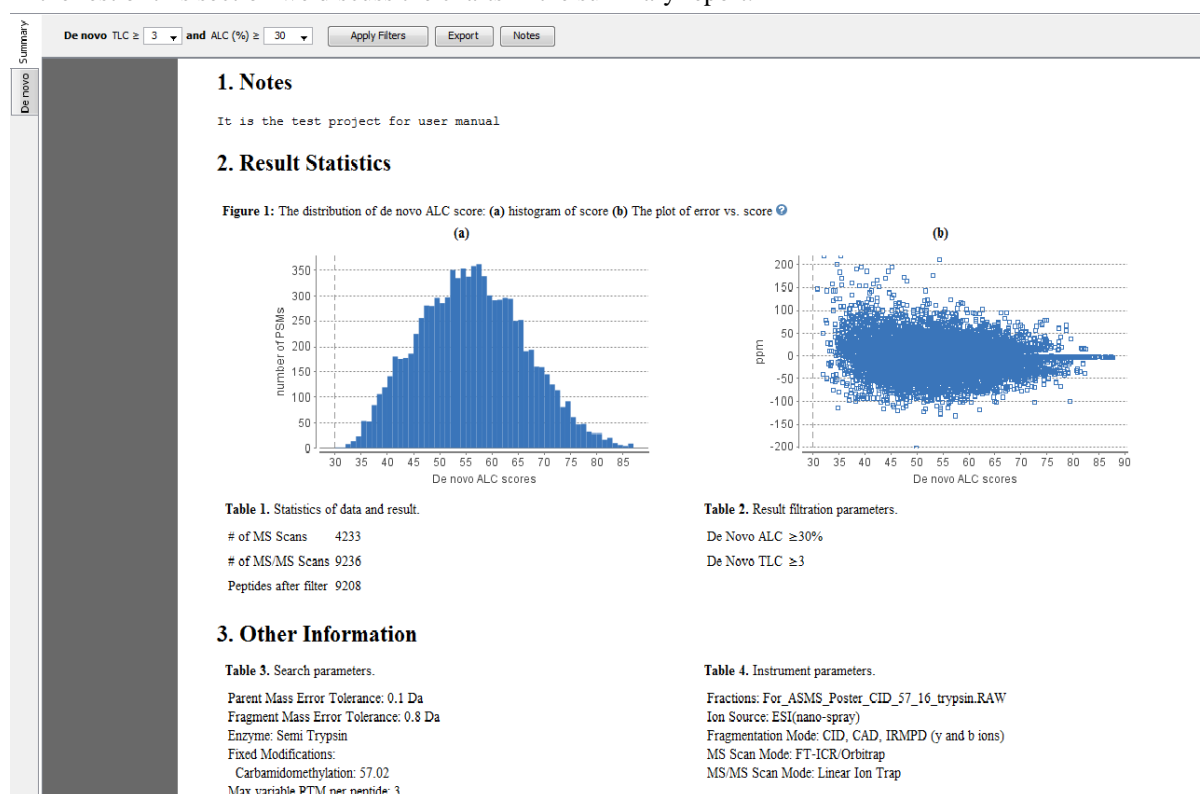 Summary
De novo
De novo TLC ≥ 3 and ALC (%) ≥ 30 Apply Filters Export Notes
1. Notes
It is the test project for user manual
2. Result Statistics
Figure 1: The distribution of de novo ALC score: (a) histogram of score (b) The plot of error vs. score ?
(a)
350
300
250
200
150
100
50
0
number of PSMs
30 35 40 45 50 55 60 65 70 75 80 85
De novo ALC scores
(b)
200
150
100
50
0
-50
-100
-150
-200
ppm
30 35 40 45 50 55 60 65 70 75 80 85 90
De novo ALC scores
Table 1. Statistics of data and result.
# of MS Scans 4233
# of MS/MS Scans 9236
Peptides after filter 9208
Table 2. Result filtration parameters.
De Novo ALC ≥30%
De Novo TLC ≥3
3. Other Information
Table 3. Search parameters.
Parent Mass Error Tolerance: 0.1 Da
Fragment Mass Error Tolerance: 0.8 Da
Enzyme: Semi Trypsin
Fixed Modifications:
Carbamidomethylation: 57.02
Max variable PTM per peptide: 3
Table 4. Instrument parameters.
Fractions: For_ASMS_Poster_CID_57_16_trypsin.RAW
Ion Source: ESI(nano-spray)
Fragmentation Mode: CID, CAD, IRMPD (y and b ions)
MS Scan Mode: FT-ICR/Orbitrap
MS/MS Scan Mode: Linear Ion Trap